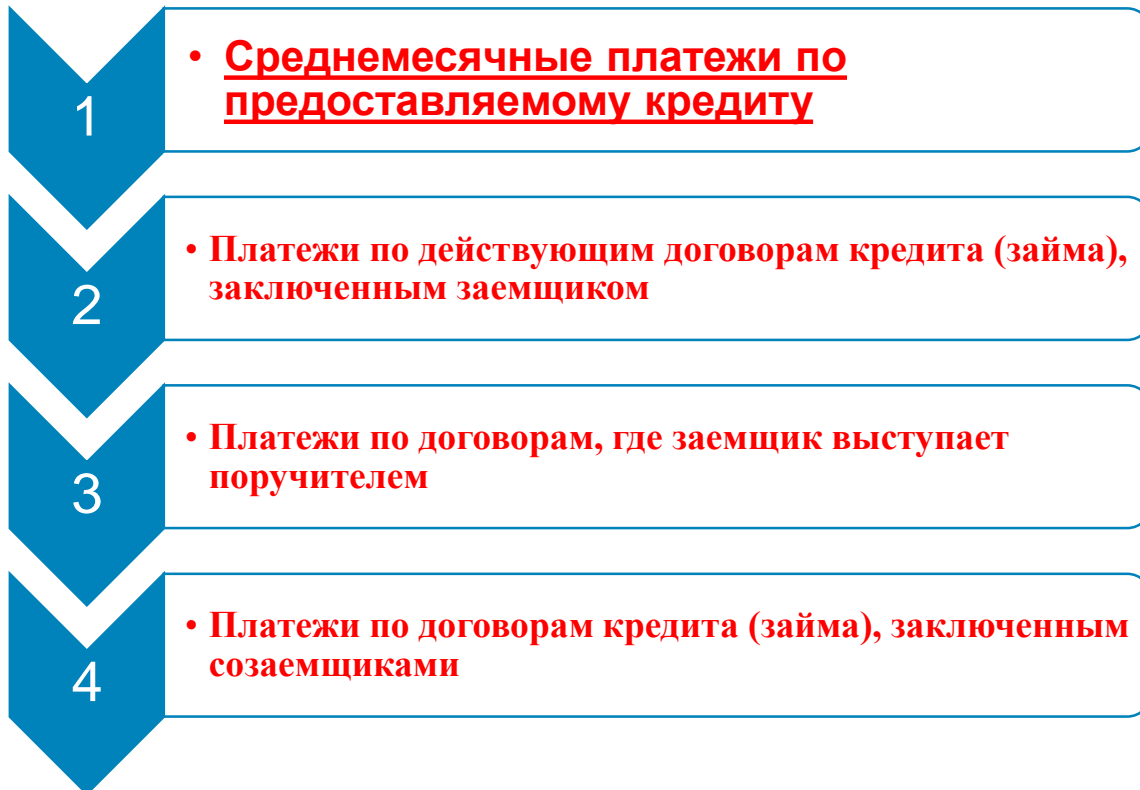 1
• Среднемесячные платежи по
предоставляемому кредиту
2
• Платежи по действующим договорам кредита (займа),
заключенным заемщиком
3
• Платежи по договорам, где заемщик выступает
поручителем
4
• Платежи по договорам кредита (займа), заключенным
созаемщиками